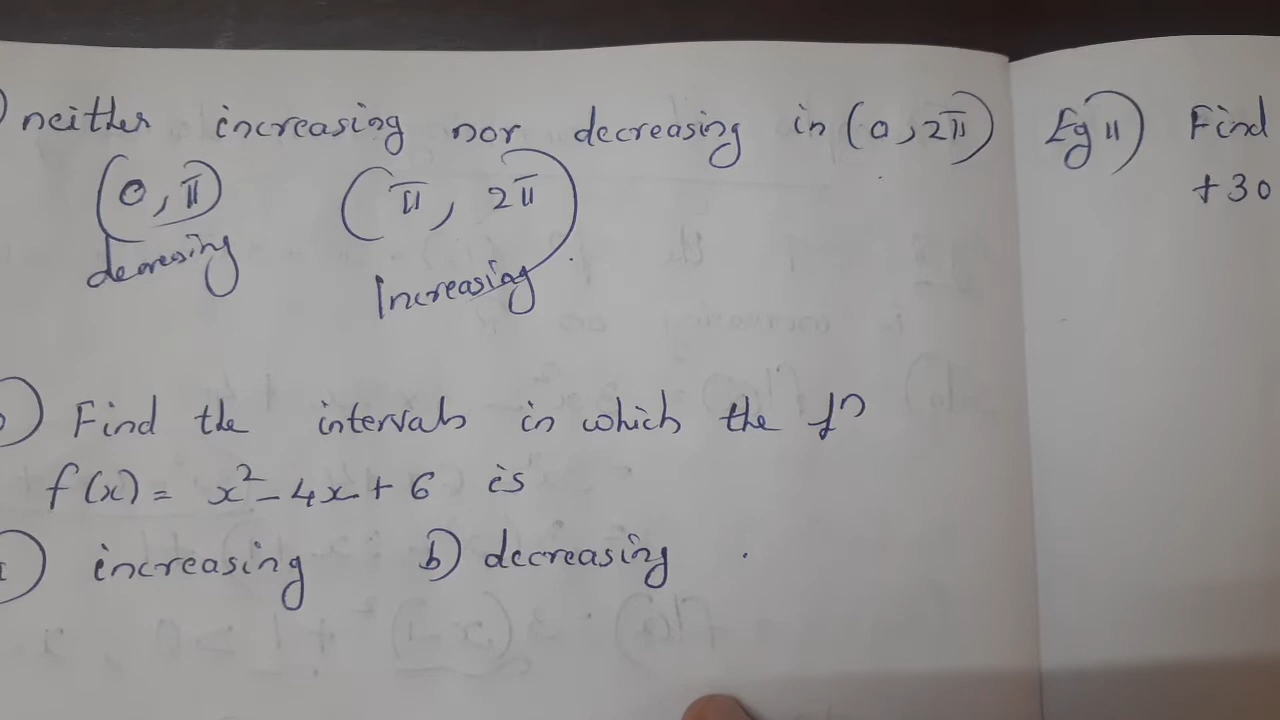 ) neither increasing nor decreasing in (0, 2π)
(0, π) (π, 2π)
decreasing Increasing
) Find the intervals in which the fn
f(x) = x² - 4x + 6 is
) increasing b) decreasing .
Eg 11) Find
+30